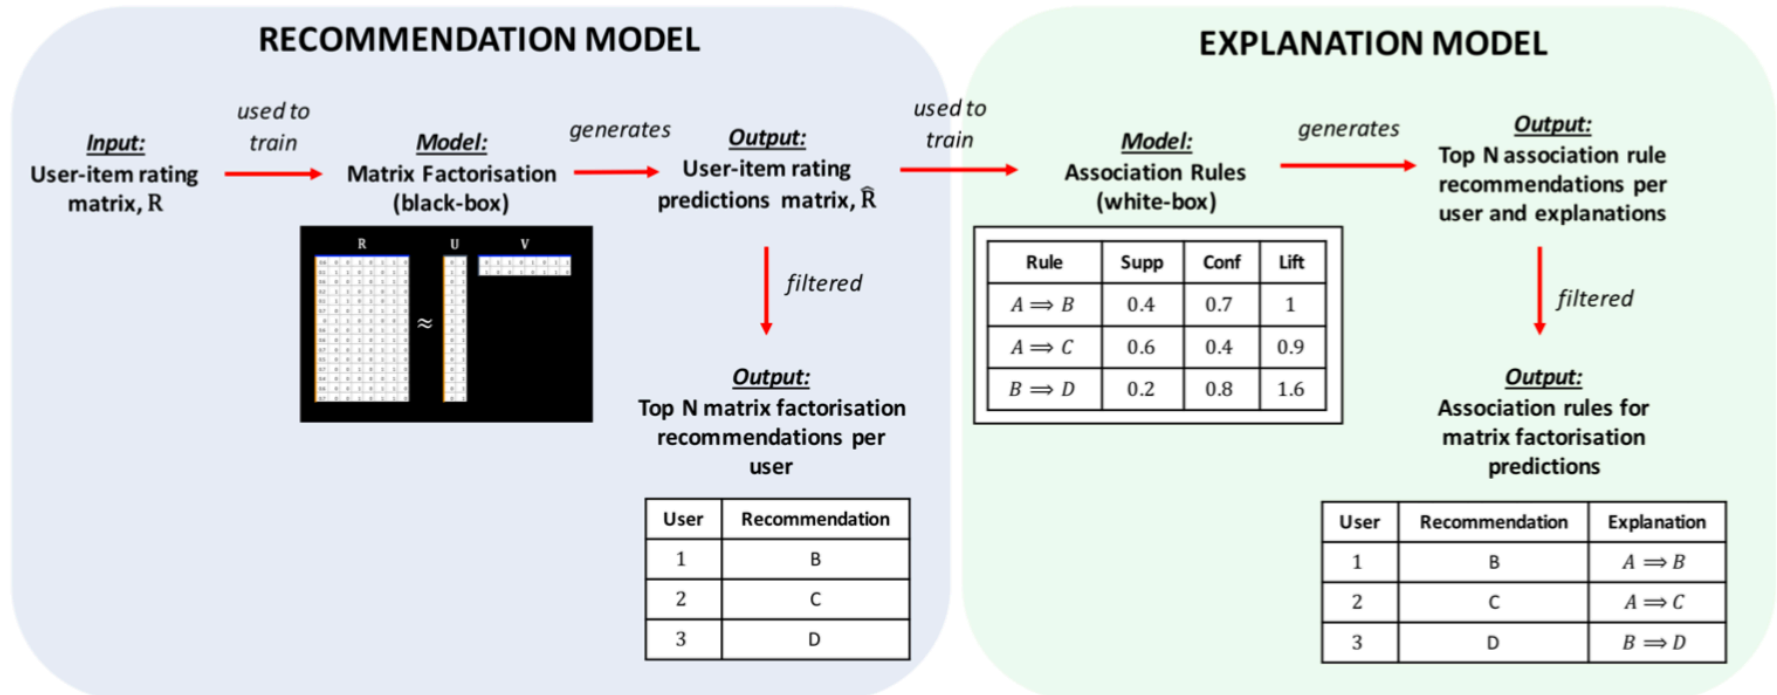 RECOMMENDATION MODEL
Input:
User-item rating
matrix, R
used to
train
Model:
Matrix Factorisation
(black-box)
R U V
≈
generates
Output:
User-item rating
predictions matrix, R̂
filtered
Output:
Top N matrix factorisation
recommendations per
user
User Recommendation
1 B
2 C
3 D
used to
train
EXPLANATION MODEL
Model:
Association Rules
(white-box)
Rule Supp Conf Lift
A ⟹ B 0.4 0.7 1
A ⟹ C 0.6 0.4 0.9
B ⟹ D 0.2 0.8 1.6
generates
Output:
Top N association rule
recommendations per
user and explanations
filtered
Output:
Association rules for
matrix factorisation
predictions
User Recommendation Explanation
1 B A ⟹ B
2 C A ⟹ C
3 D B ⟹ D